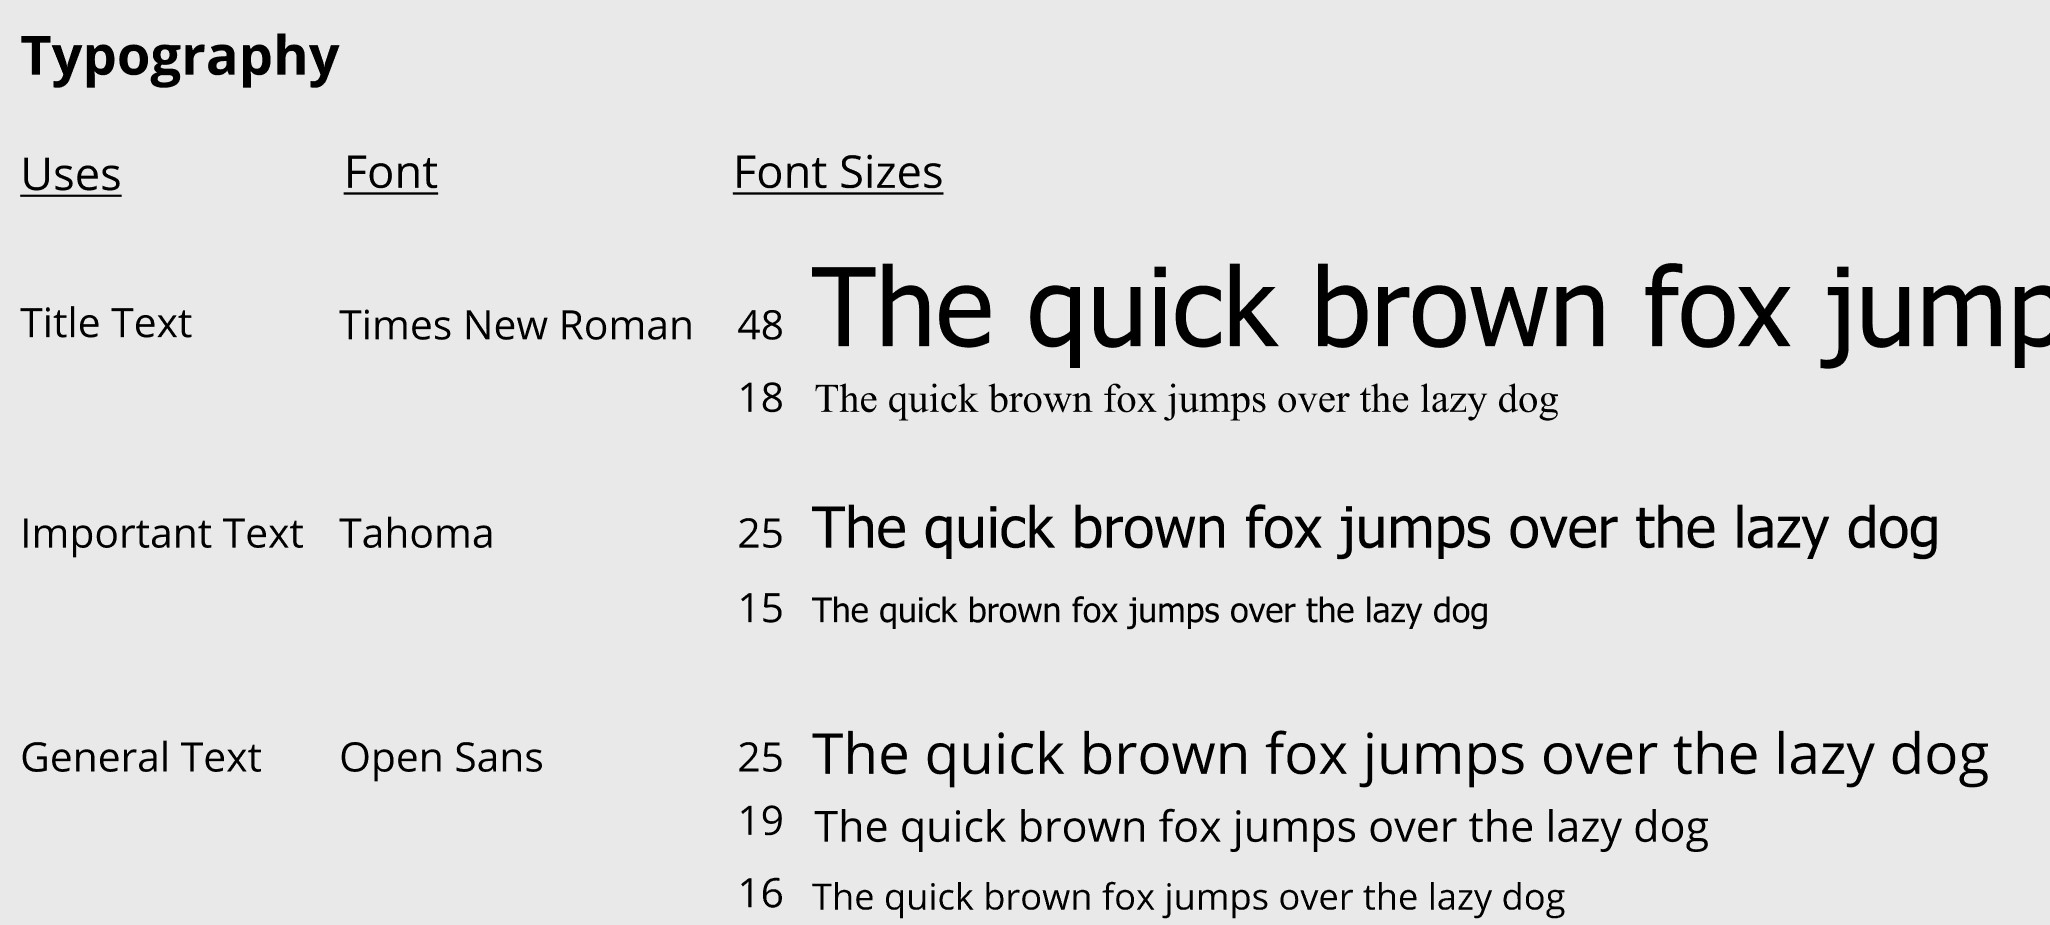 Typography
Uses Font Font Sizes
Title Text Times New Roman 48 The quick brown fox jump
18 The quick brown fox jumps over the lazy dog
Important Text Tahoma 25 The quick brown fox jumps over the lazy dog
15 The quick brown fox jumps over the lazy dog
General Text Open Sans 25 The quick brown fox jumps over the lazy dog
19 The quick brown fox jumps over the lazy dog
16 The quick brown fox jumps over the lazy dog